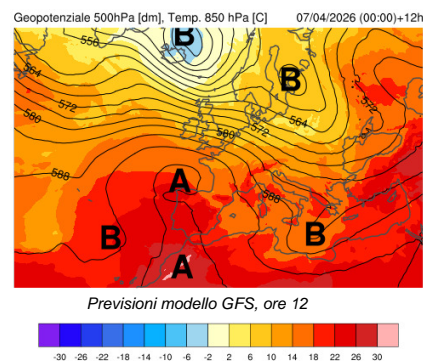 Geopotenziale 500hPa [dm], Temp. 850 hPa [C] 07/04/2026 (00:00)+12h
B
556
564
B
572
572
580
580
572
564
588
A
588
B
B
A
Previsioni modello GFS, ore 12
-30 -26 -22 -18 -14 -10 -6 -2 2 6 10 14 18 22 26 30